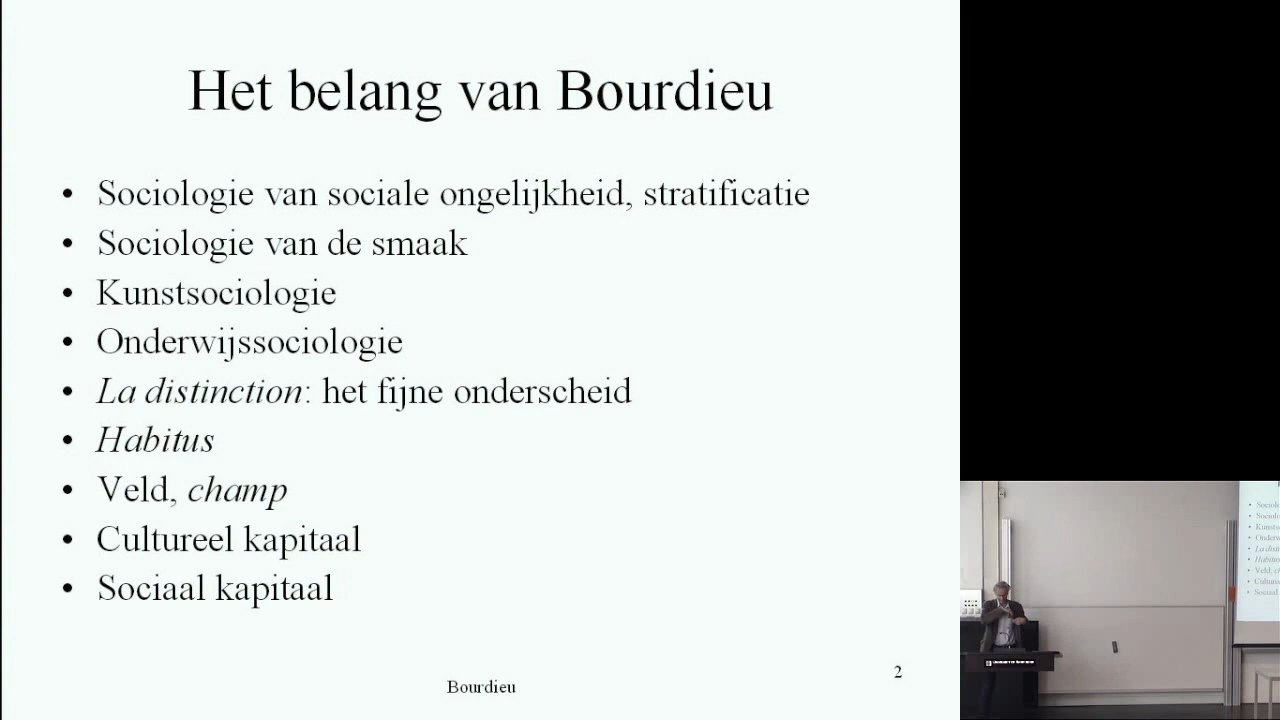 Het belang van Bourdieu
• Sociologie van sociale ongelijkheid, stratificatie
• Sociologie van de smaak
• Kunstsociologie
• Onderwijssociologie
• La distinction: het fijne onderscheid
• Habitus
• Veld, champ
• Cultureel kapitaal
• Sociaal kapitaal
Bourdieu
2